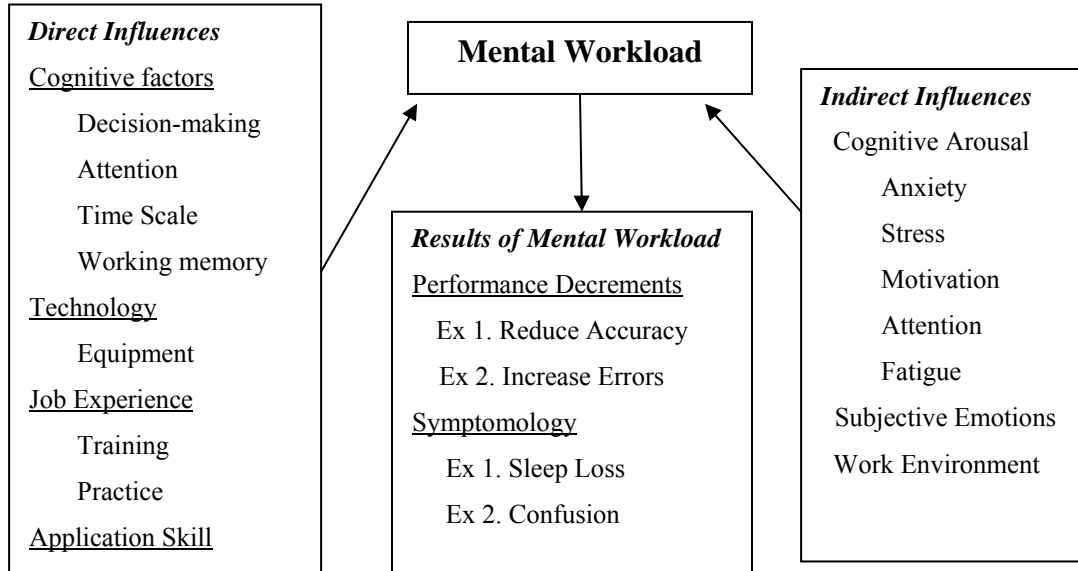 Direct Influences
Cognitive factors
Decision-making
Attention
Time Scale
Working memory
Technology
Equipment
Job Experience
Training
Practice
Application Skill
Mental Workload
Results of Mental Workload
Performance Decrements
Ex 1. Reduce Accuracy
Ex 2. Increase Errors
Symptomology
Ex 1. Sleep Loss
Ex 2. Confusion
Indirect Influences
Cognitive Arousal
Anxiety
Stress
Motivation
Attention
Fatigue
Subjective Emotions
Work Environment